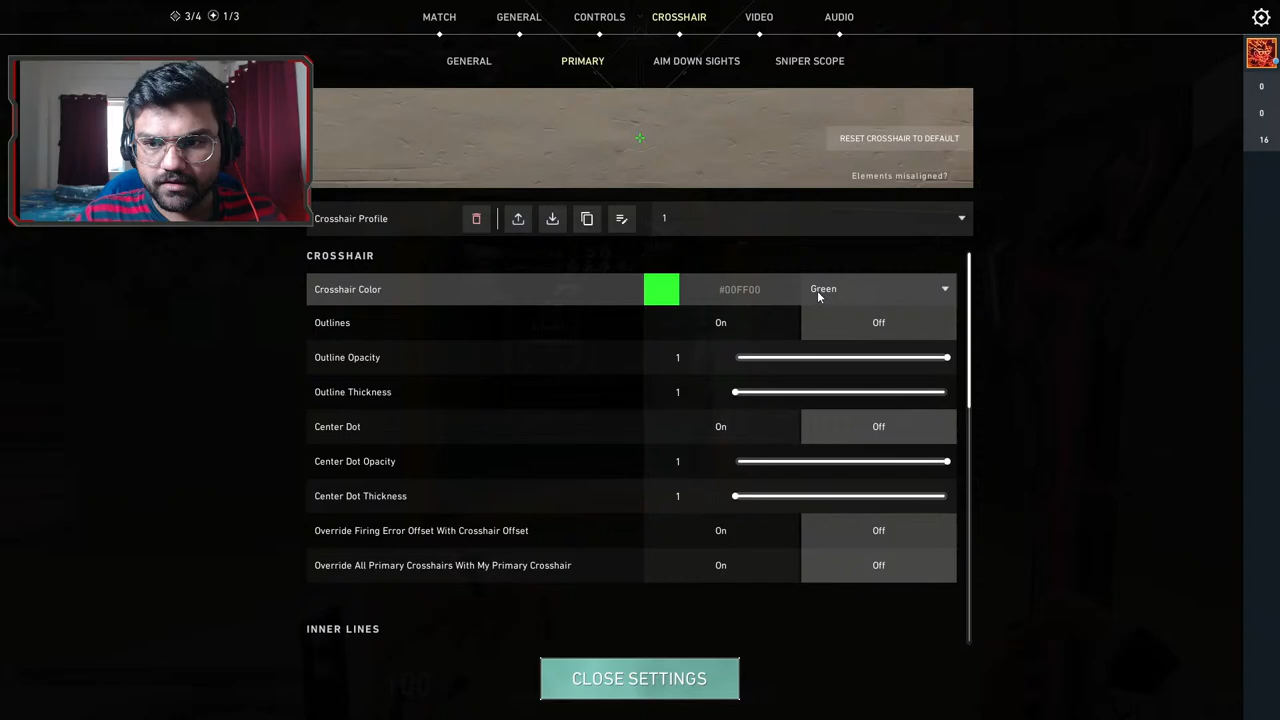 3/4 1/3
MATCH GENERAL CONTROLS CROSSHAIR VIDEO AUDIO
GENERAL PRIMARY AIM DOWN SIGHTS SNIPER SCOPE
0
0
16
RESET CROSSHAIR TO DEFAULT
Elements misaligned?
Crosshair Profile 1
CROSSHAIR
Crosshair Color #00FF00 Green
Outlines On Off
Outline Opacity 1
Outline Thickness 1
Center Dot On Off
Center Dot Opacity 1
Center Dot Thickness 1
Override Firing Error Offset With Crosshair Offset On Off
Override All Primary Crosshairs With My Primary Crosshair On Off
INNER LINES
CLOSE SETTINGS